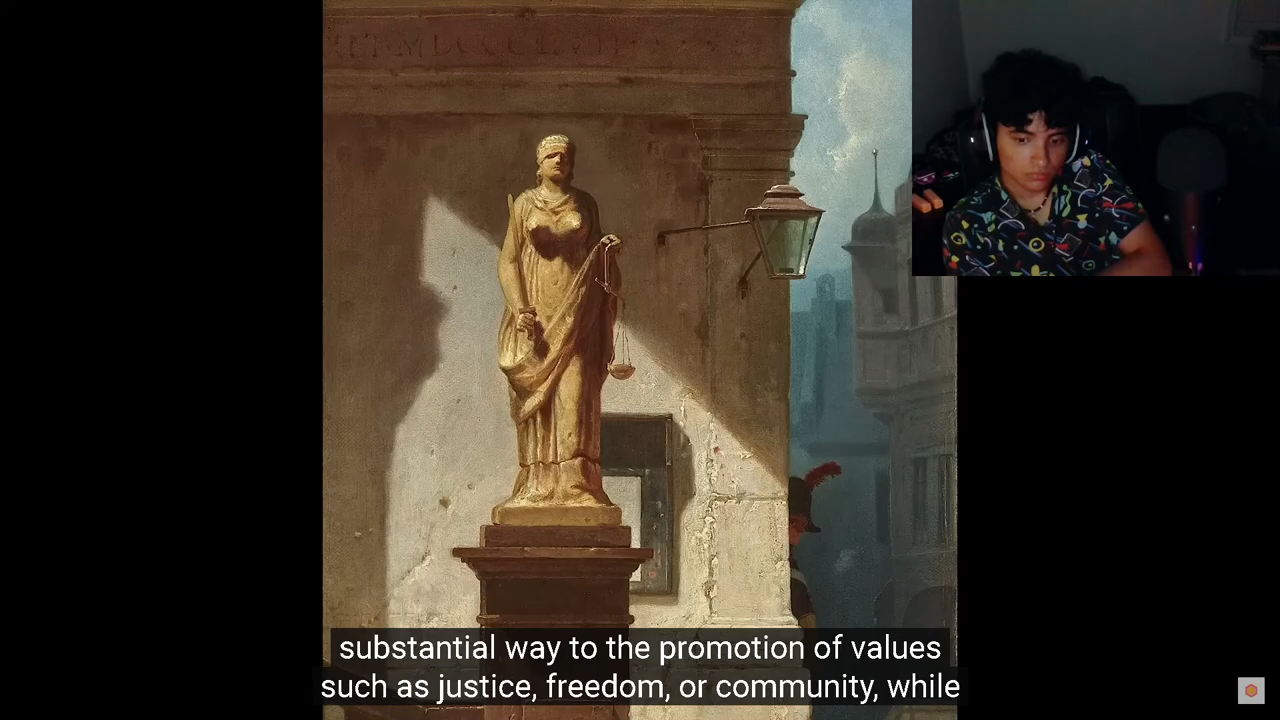 substantial way to the promotion of values
such as justice, freedom, or community, while